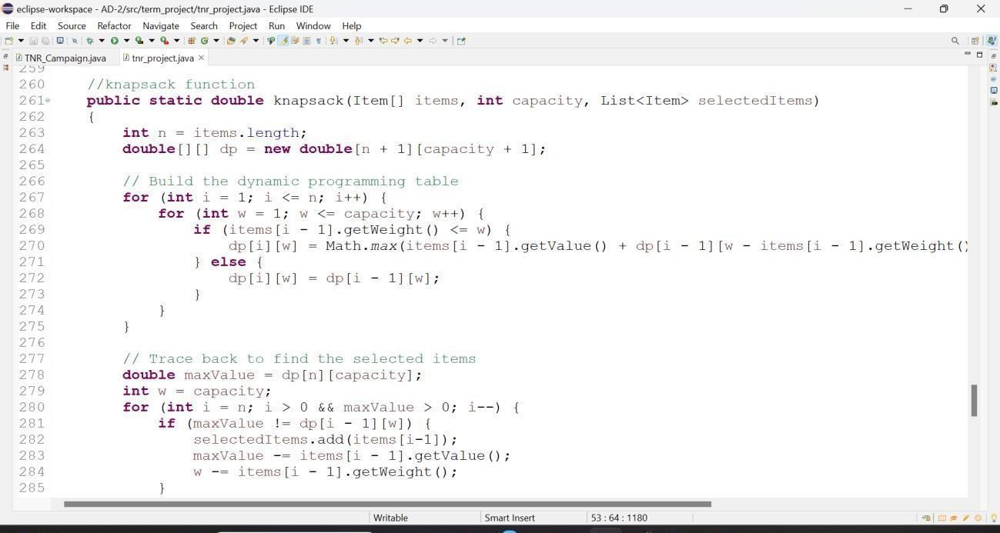 eclipse-workspace - AD-2/src/term_project/tnr_project.java - Eclipse IDE
File Edit Source Refactor Navigate Search Project Run Window Help
TNR_Campaign.java tnr_project.java
259
260 //knapsack function
261 public static double knapsack(Item[] items, int capacity, List<Item> selectedItems)
262 {
263 int n = items.length;
264 double[][] dp = new double[n + 1][capacity + 1];
265
266 // Build the dynamic programming table
267 for (int i = 1; i <= n; i++) {
268 for (int w = 1; w <= capacity; w++) {
269 if (items[i - 1].getWeight() <= w) {
270 dp[i][w] = Math.max(items[i - 1].getValue() + dp[i - 1][w - items[i - 1].getWeight()
271 } else {
272 dp[i][w] = dp[i - 1][w];
273 }
274 }
275 }
276
277 // Trace back to find the selected items
278 double maxValue = dp[n][capacity];
279 int w = capacity;
280 for (int i = n; i > 0 && maxValue > 0; i--) {
281 if (maxValue != dp[i - 1][w]) {
282 selectedItems.add(items[i-1]);
283 maxValue -= items[i - 1].getValue();
284 w -= items[i - 1].getWeight();
285 }
Writable Smart Insert 53 : 64 : 1180